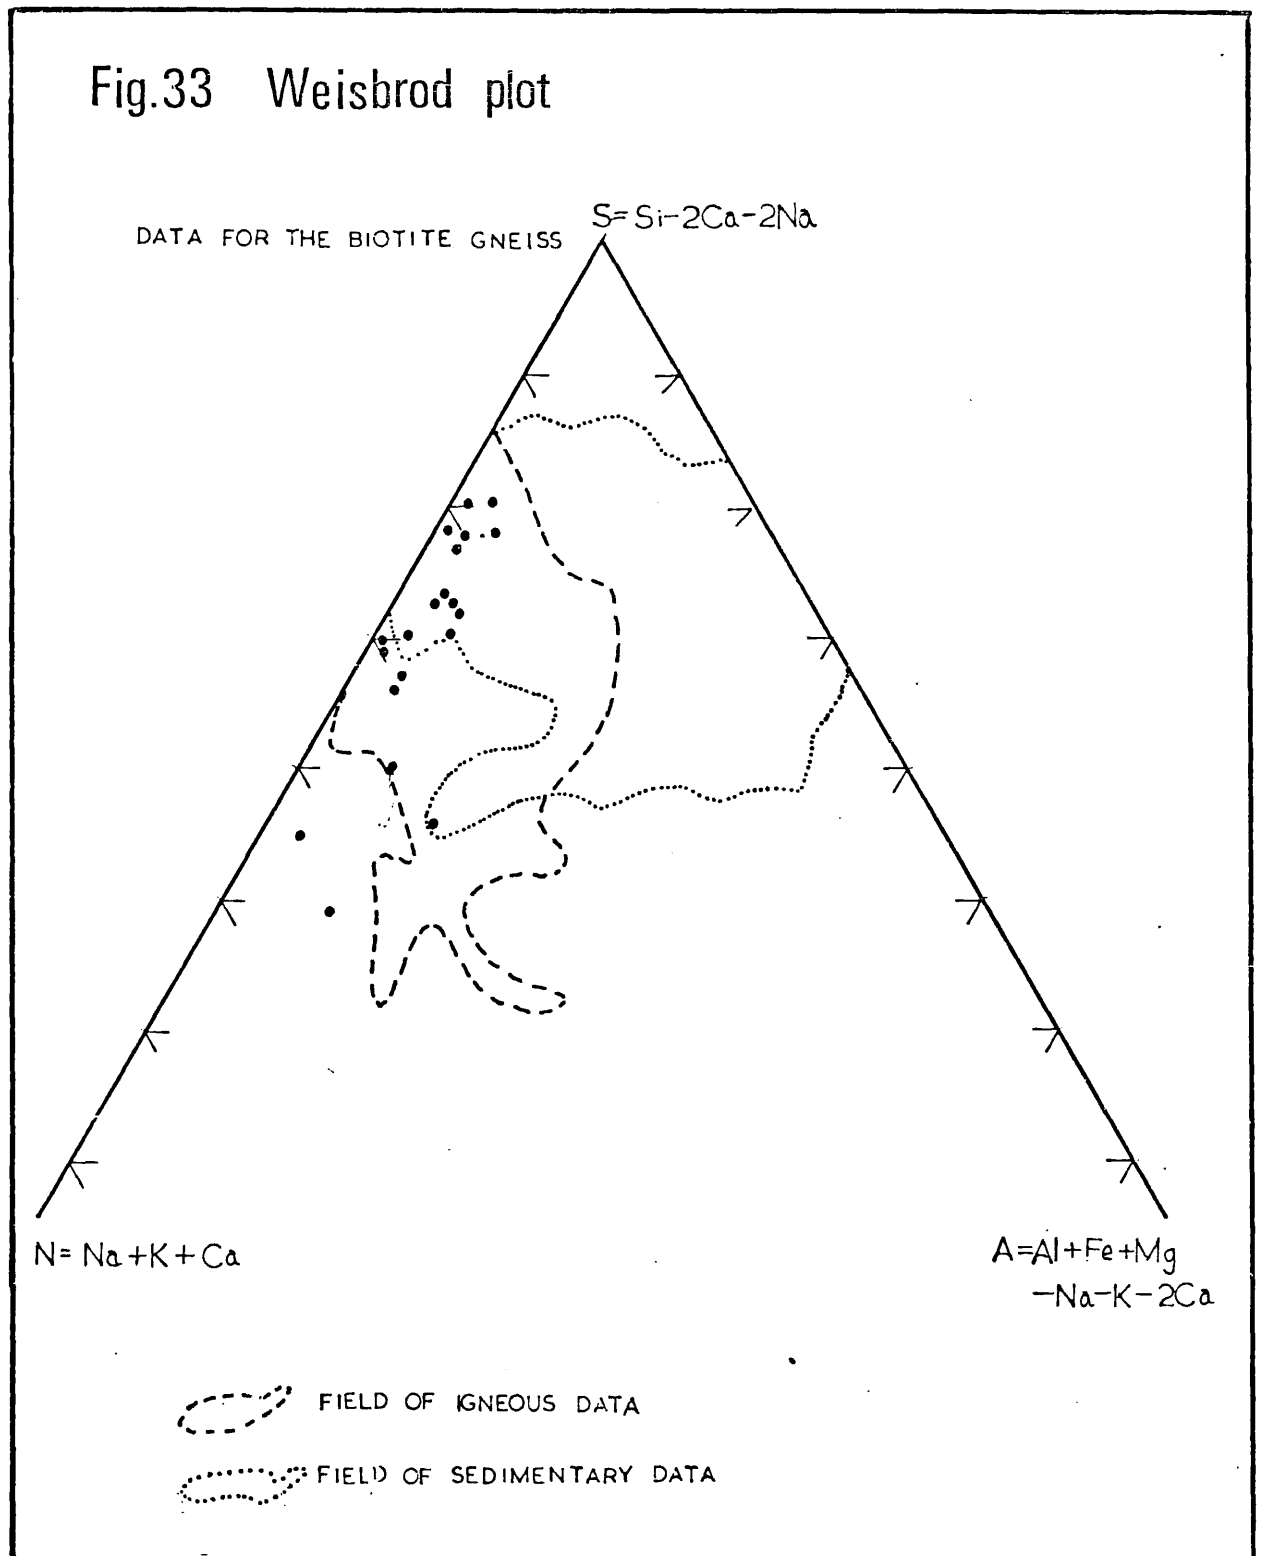 Fig.33 Weisbrod plot
S=Si-2Ca-2Na
DATA FOR THE BIOTITE GNEISS
N= Na+K+Ca
A=Al+Fe+Mg
-Na-K-2Ca
FIELD OF IGNEOUS DATA
FIELD OF SEDIMENTARY DATA